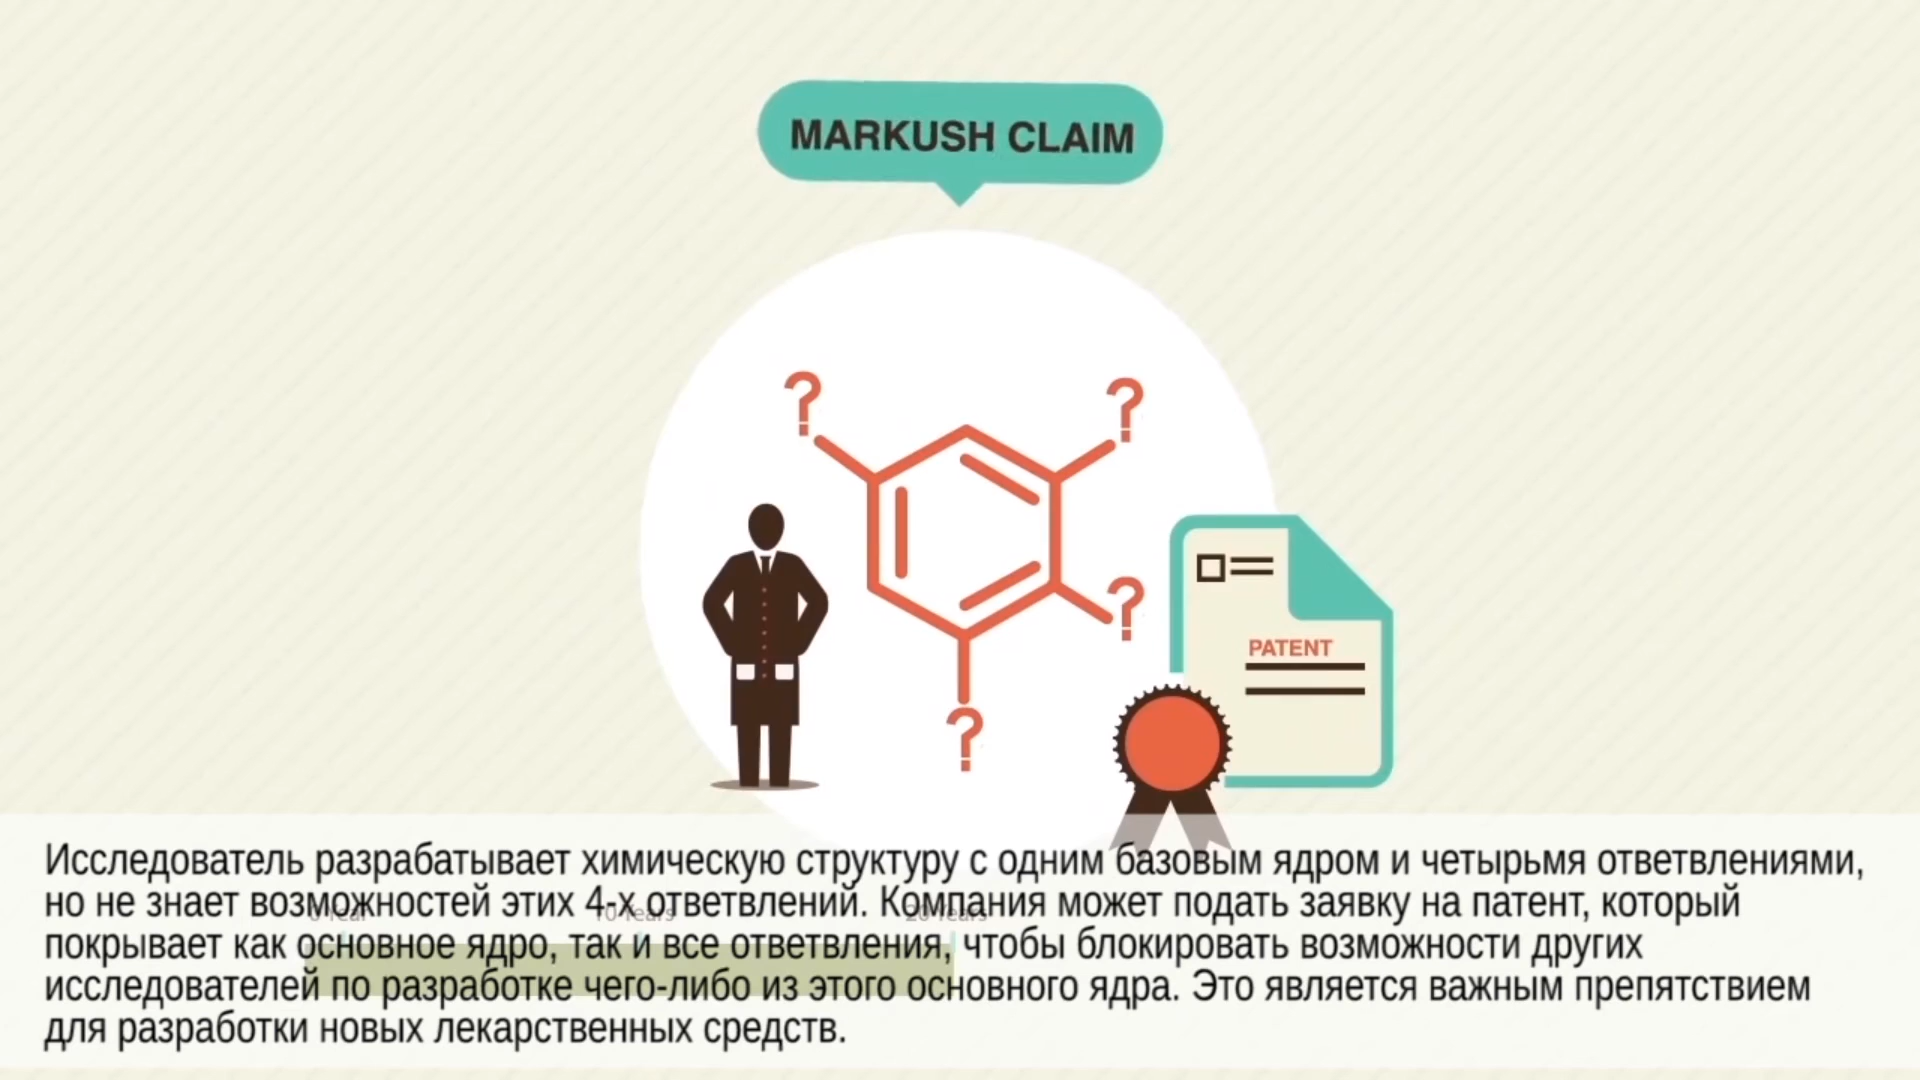 MARKUSH CLAIM
?
?
?
?
PATENT
Исследователь разрабатывает химическую структуру с одним базовым ядром и четырьмя ответвлениями,
но не знает возможностей этих 4-х ответвлений. Компания может подать заявку на патент, который
покрывает как основное ядро, так и все ответвления, чтобы блокировать возможности других
исследователей по разработке чего-либо из этого основного ядра. Это является важным препятствием
для разработки новых лекарственных средств.